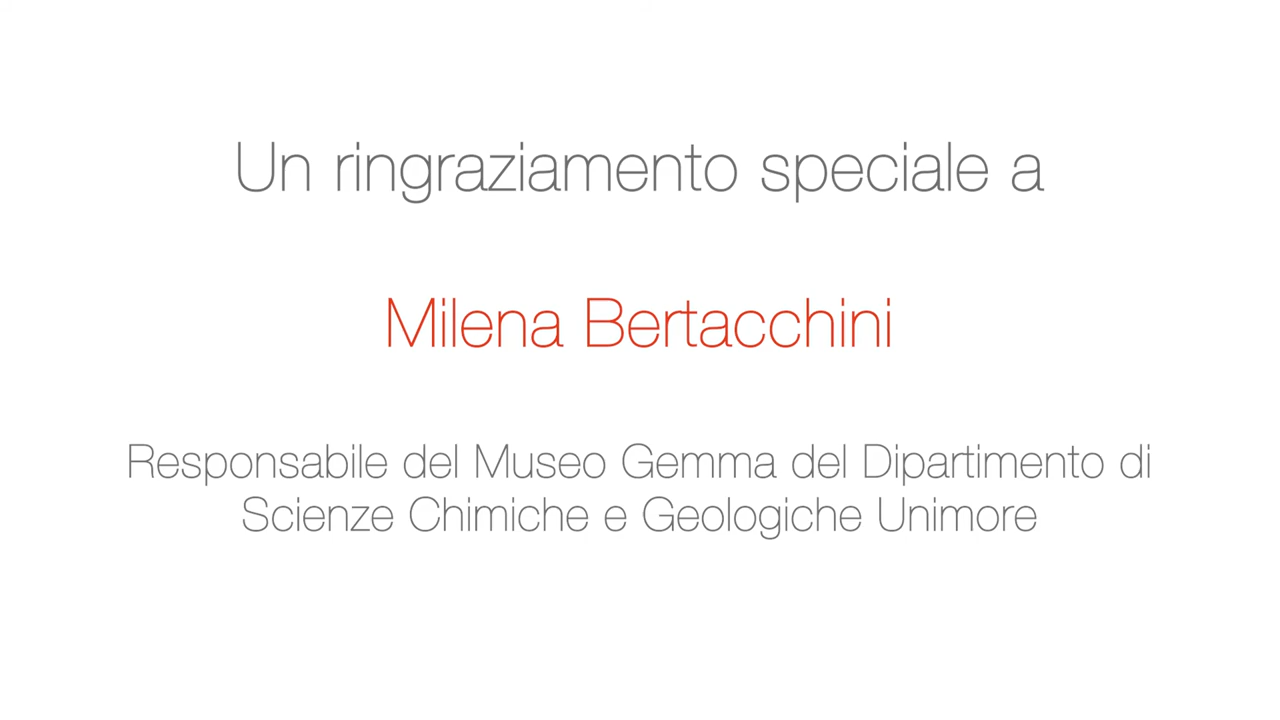 Un ringraziamento speciale a
Milena Bertacchini
Responsabile del Museo Gemma del Dipartimento di
Scienze Chimiche e Geologiche Unimore